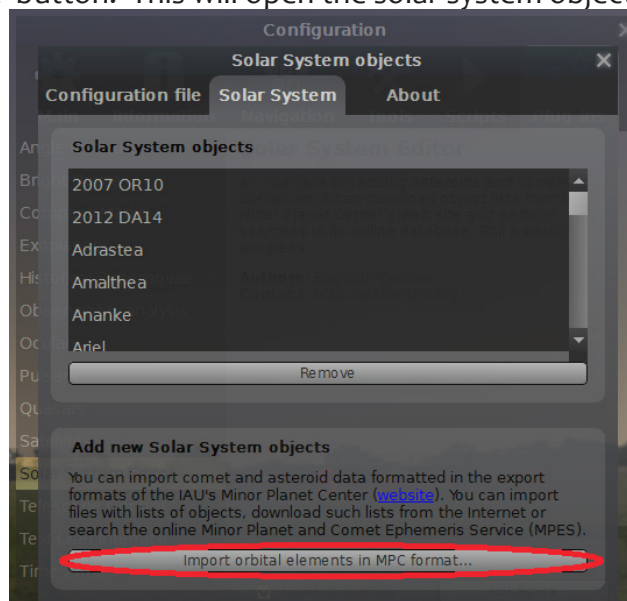 button. This will open the solar system objec
Configuration
Solar System objects
Configuration file Solar System About
Solar System objects
2007 OR10
2012 DA14
Adrastea
Amalthea
Ananke
Ariel
Remove
Add new Solar System objects
You can import comet and asteroid data formatted in the export
formats of the IAU's Minor Planet Center (website). You can import
files with lists of objects, download such lists from the Internet or
search the online Minor Planet and Comet Ephemeris Service (MPES).
Import orbital elements in MPC format...